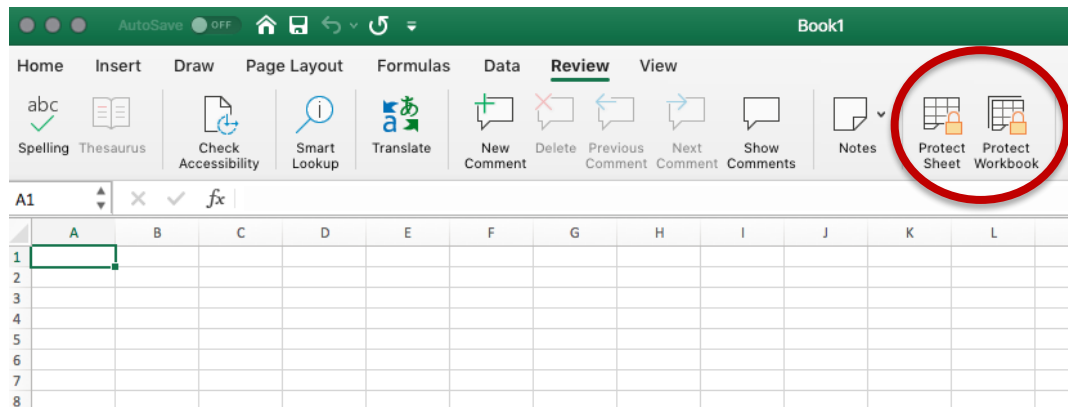 AutoSave OFF Book1
Home Insert Draw Page Layout Formulas Data Review View
abc
Spelling Thesaurus
Check
Accessibility
Smart
Lookup
あ
a
Translate
New
Comment
Delete
Previous
Comment
Next
Comment
Show
Comments
Notes
Protect
Sheet
Protect
Workbook
A1 fx
A B C D E F G H I J K L
1
2
3
4
5
6
7
8